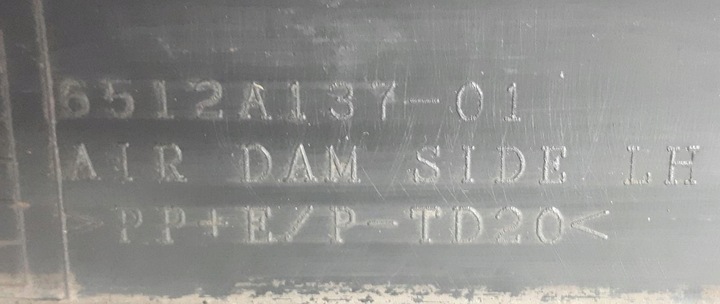 6512A137-01
AIR DAM SIDE LH
>PP+E/P-TD20<